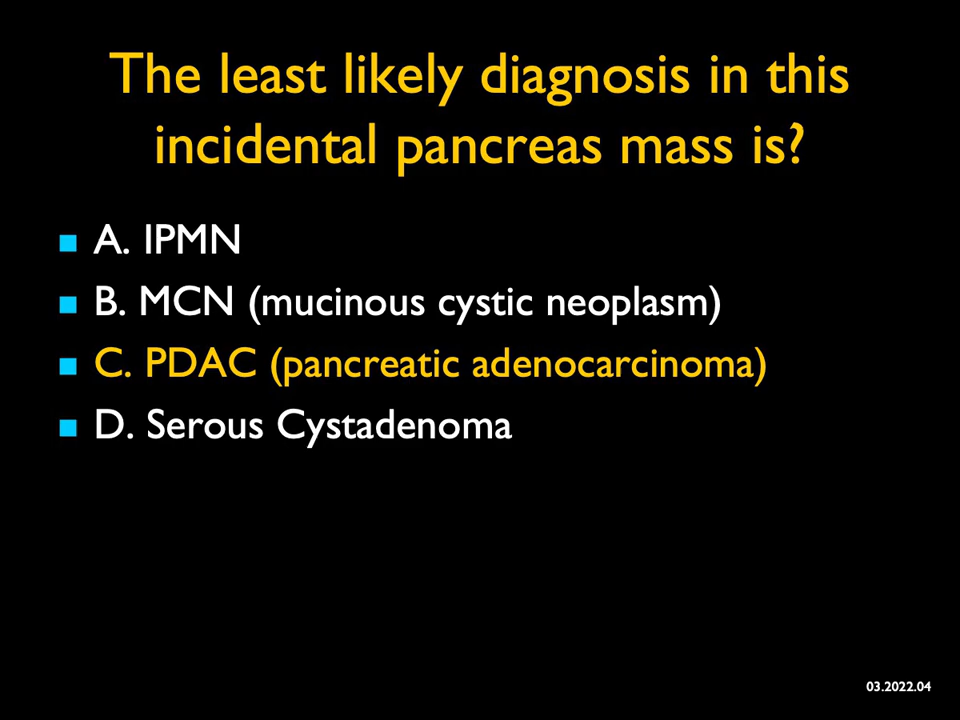 The least likely diagnosis in this
incidental pancreas mass is?
A. IPMN
B. MCN (mucinous cystic neoplasm)
C. PDAC (pancreatic adenocarcinoma)
D. Serous Cystadenoma
03.2022.04